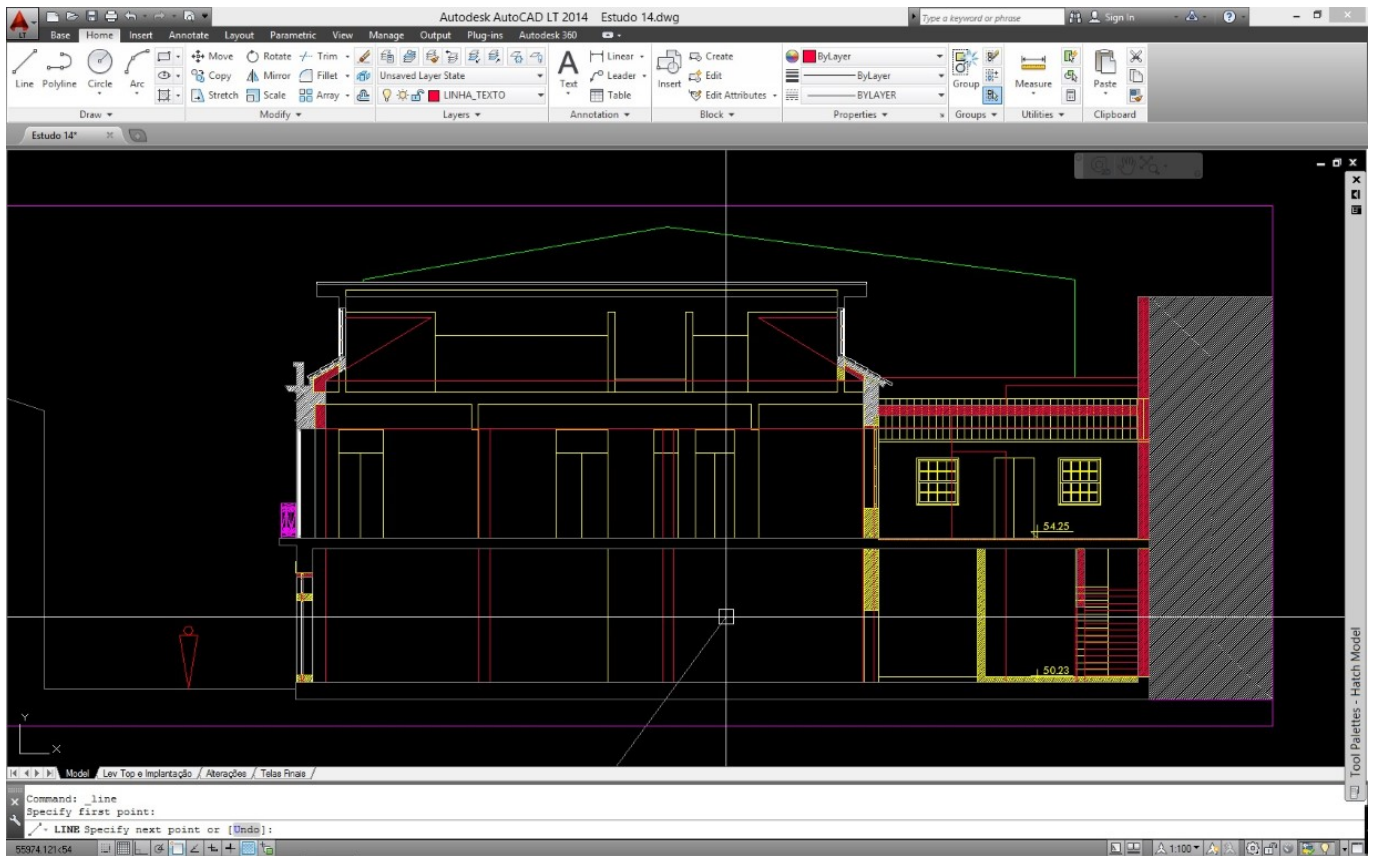 Autodesk AutoCAD LT 2014 Estudo 14.dwg
Type a keyword or phrase
Sign In
LT
Base Home Insert Annotate Layout Parametric View Manage Output Plug-ins Autodesk 360
Line Polyline Circle Arc
Move Rotate Trim
Copy Mirror Fillet
Stretch Scale Array
Unsaved Layer State
LINHA_TEXTO
Text
Linear
Leader
Table
Insert
Create
Edit
Edit Attributes
ByLayer
ByLayer
BYLAYER
Group
Measure
Paste
Draw Modify Layers Annotation Block Properties Groups Utilities Clipboard
Estudo 14*
54.25
50.23
Y
X
Tool Palettes - Hatch Model
Model Lev Top e Implantação Alterações Telas Finais
Command: _line
Specify first point:
LINE Specify next point or [Undo]:
55974.121<54
1:100